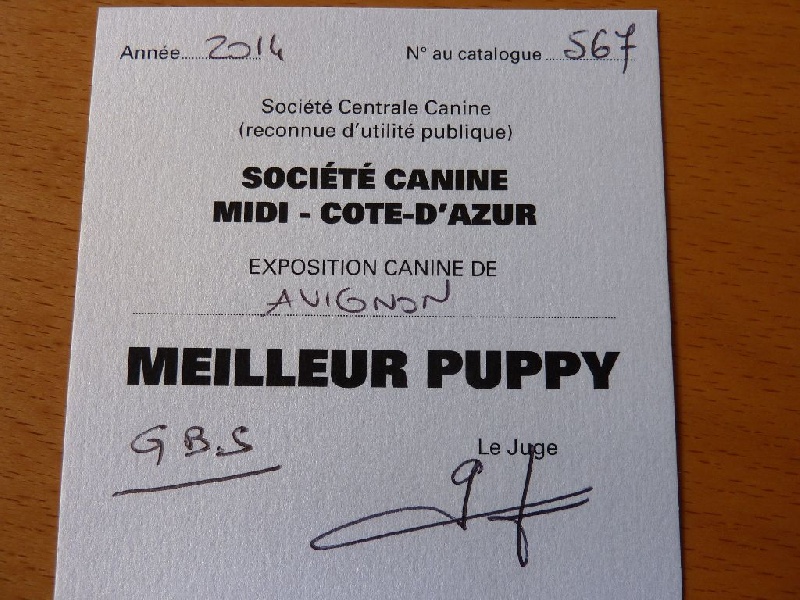 Année......2014 N° au catalogue....567
Société Centrale Canine
(reconnue d'utilité publique)
SOCIÉTÉ CANINE
MIDI - COTE-D'AZUR
EXPOSITION CANINE DE
AVIGNON
MEILLEUR PUPPY
G B.S
Le Juge